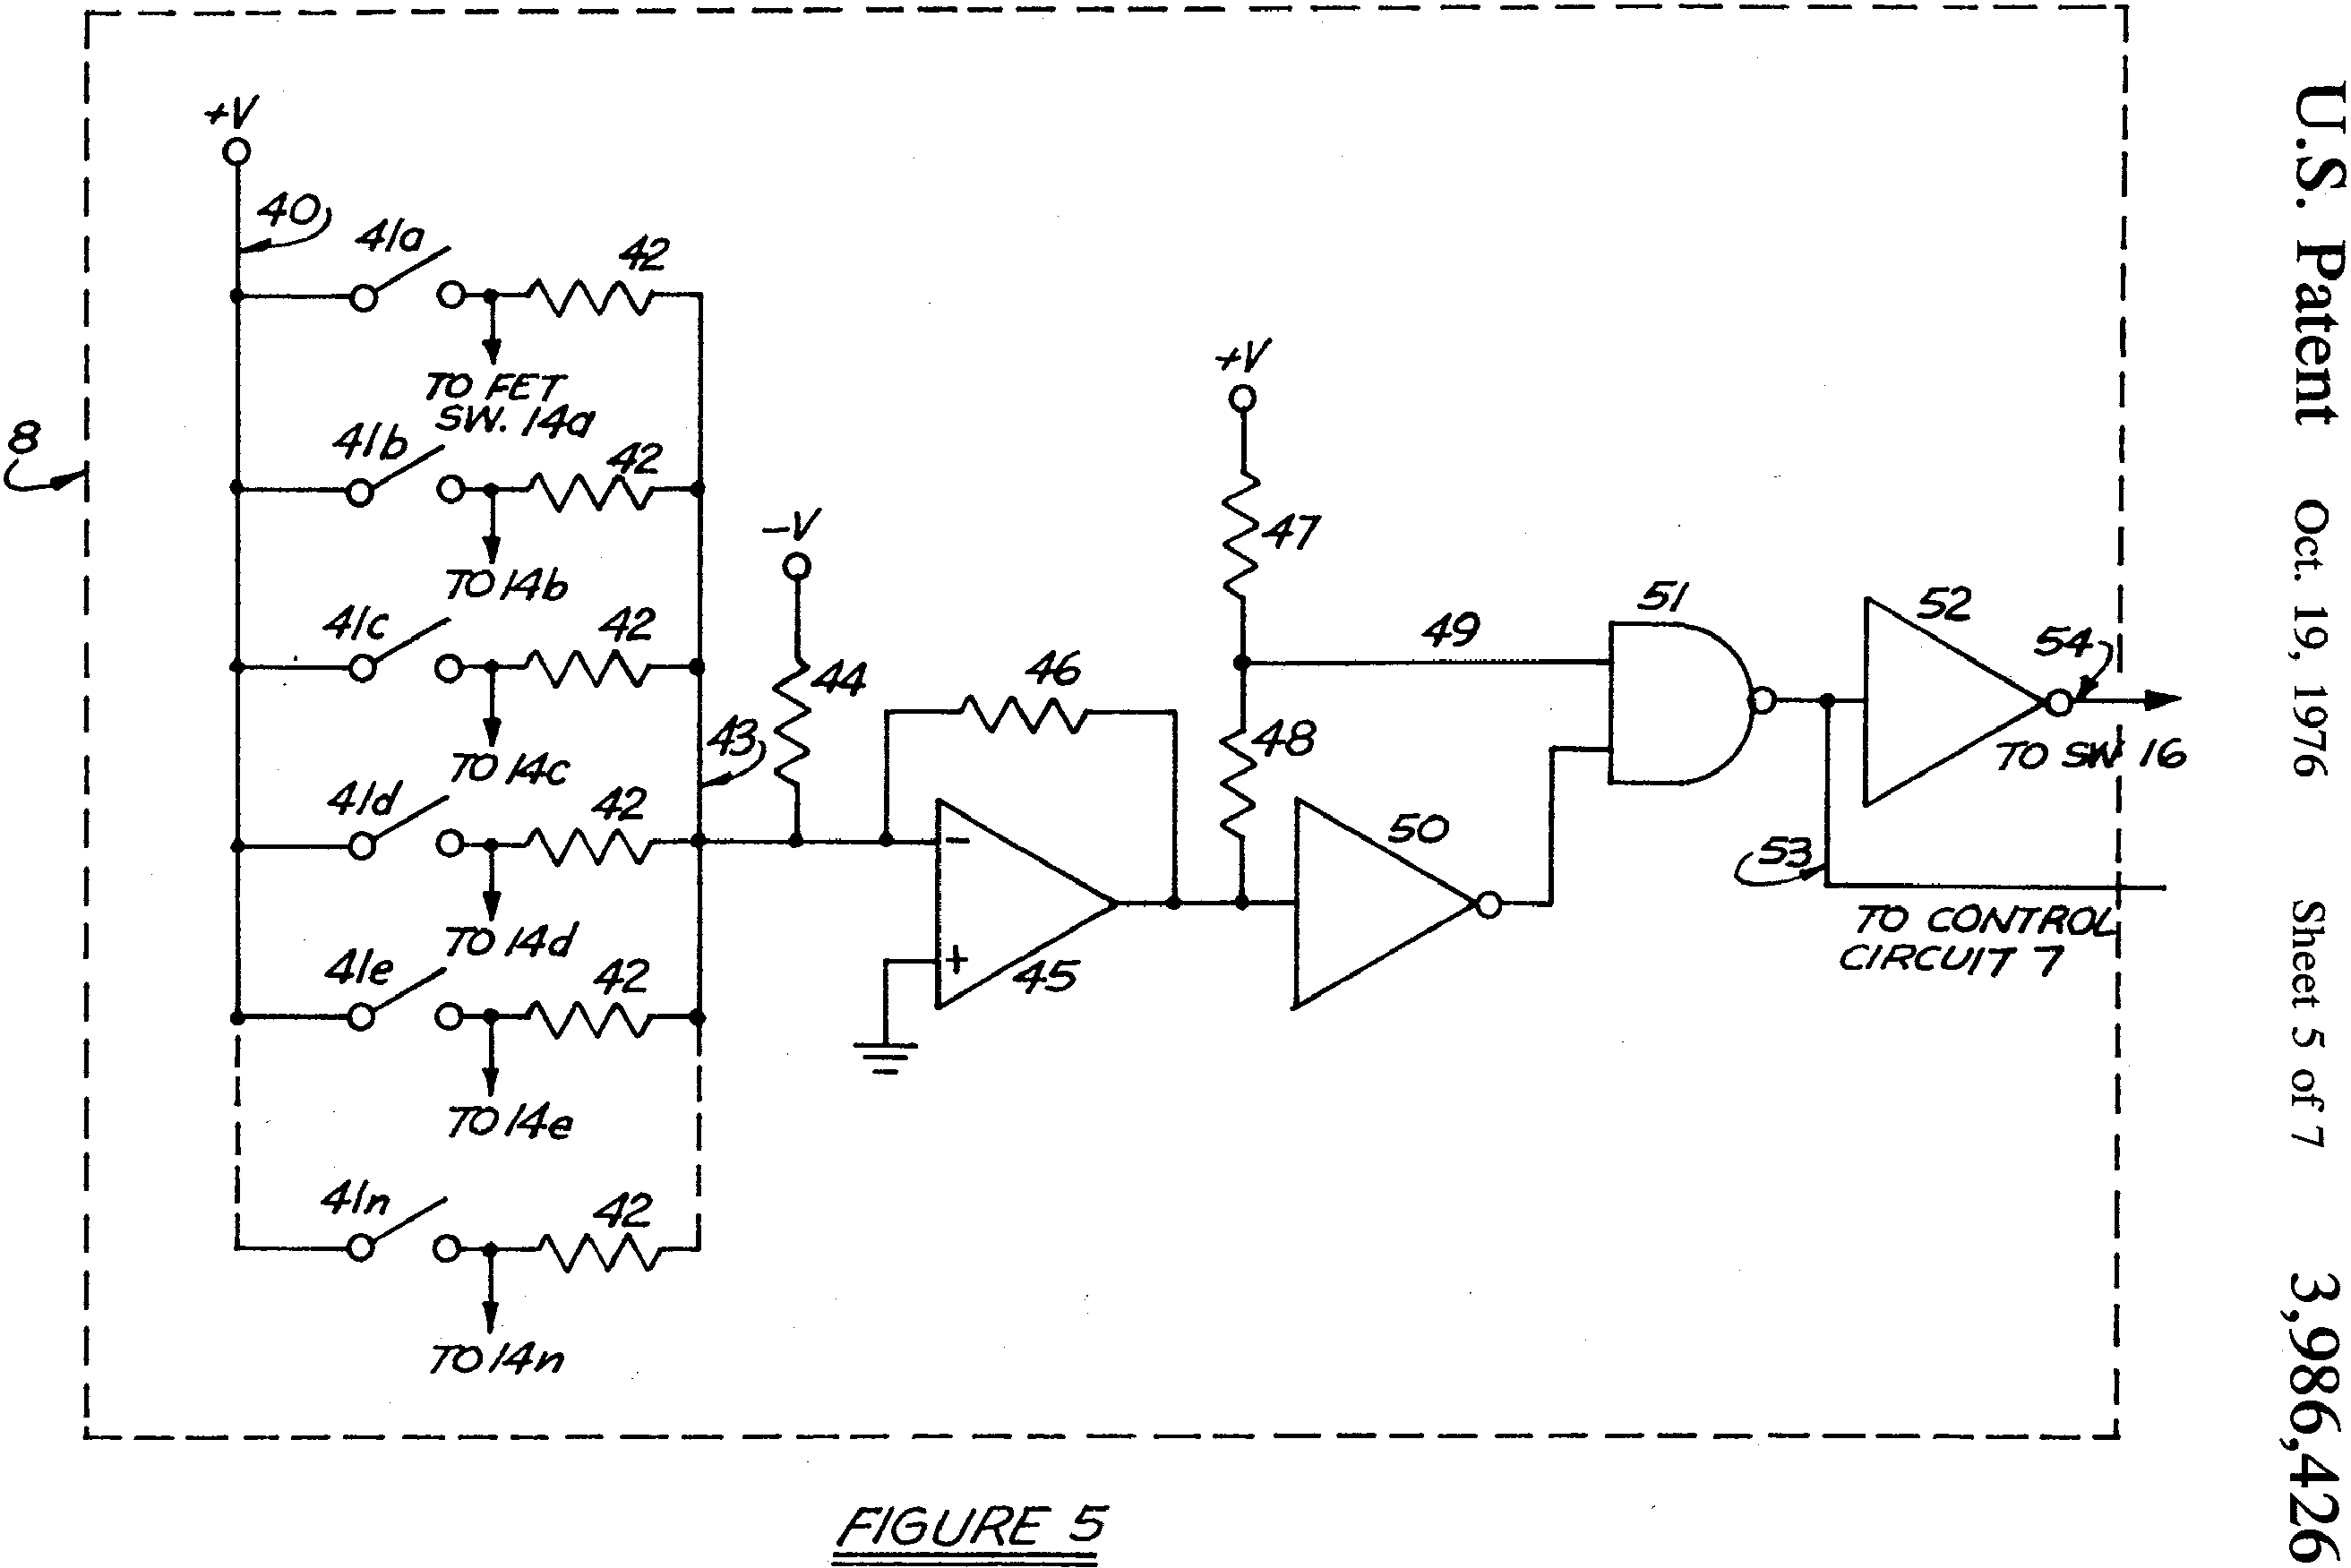 +V
40
41a
42
TO FET
SW. 14a
8
41b
42
TO 14b
41c
42
TO 14c
41d
42
TO 14d
41e
42
TO 14e
41n
42
TO 14n
43
-V
44
46
-
+
45
+V
47
48
49
50
51
52
54
TO SW 16
53
TO CONTROL
CIRCUIT 7
FIGURE 5
U.S. Patent Oct. 19, 1976 Sheet 5 of 7 3,986,426